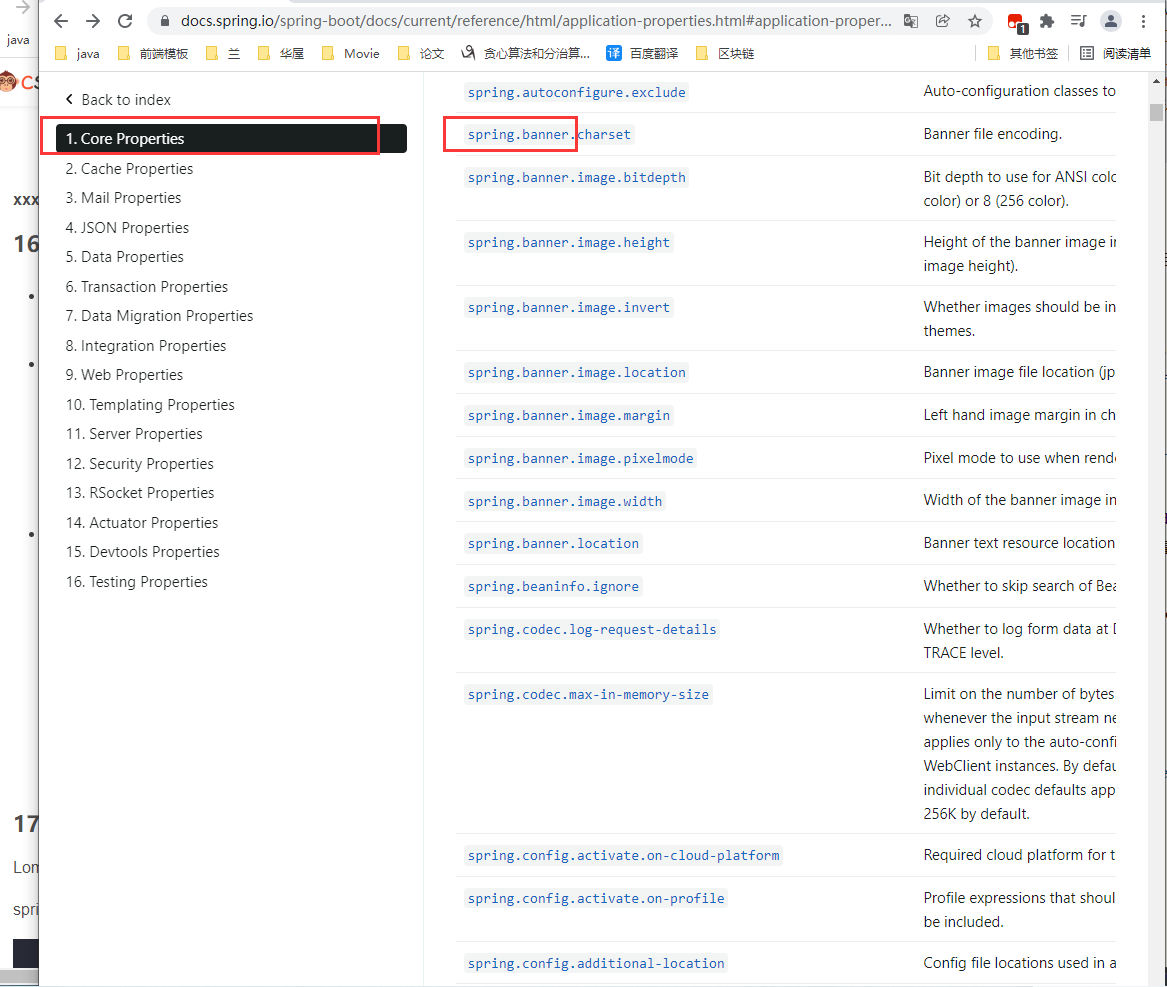 java
docs.spring.io/spring-boot/docs/current/reference/html/application-properties.html#application-proper...
1
java
前端模板
兰
华屋
Movie
论文
贪心算法和分治算...
译
百度翻译
区块链
其他书签
阅读清单
CS
xxx
16
17
Lom
spri
Back to index
1. Core Properties
2. Cache Properties
3. Mail Properties
4. JSON Properties
5. Data Properties
6. Transaction Properties
7. Data Migration Properties
8. Integration Properties
9. Web Properties
10. Templating Properties
11. Server Properties
12. Security Properties
13. RSocket Properties
14. Actuator Properties
15. Devtools Properties
16. Testing Properties
spring.autoconfigure.exclude
Auto-configuration classes to
spring.banner.charset
Banner file encoding.
spring.banner.image.bitdepth
Bit depth to use for ANSI colo
color) or 8 (256 color).
spring.banner.image.height
Height of the banner image in
image height).
spring.banner.image.invert
Whether images should be in
themes.
spring.banner.image.location
Banner image file location (jp
spring.banner.image.margin
Left hand image margin in ch
spring.banner.image.pixelmode
Pixel mode to use when rende
spring.banner.image.width
Width of the banner image in
spring.banner.location
Banner text resource location
spring.beaninfo.ignore
Whether to skip search of Bea
spring.codec.log-request-details
Whether to log form data at D
TRACE level.
spring.codec.max-in-memory-size
Limit on the number of bytes
whenever the input stream ne
applies only to the auto-confi
WebClient instances. By defau
individual codec defaults app
256K by default.
spring.config.activate.on-cloud-platform
Required cloud platform for t
spring.config.activate.on-profile
Profile expressions that shoul
be included.
spring.config.additional-location
Config file locations used in a